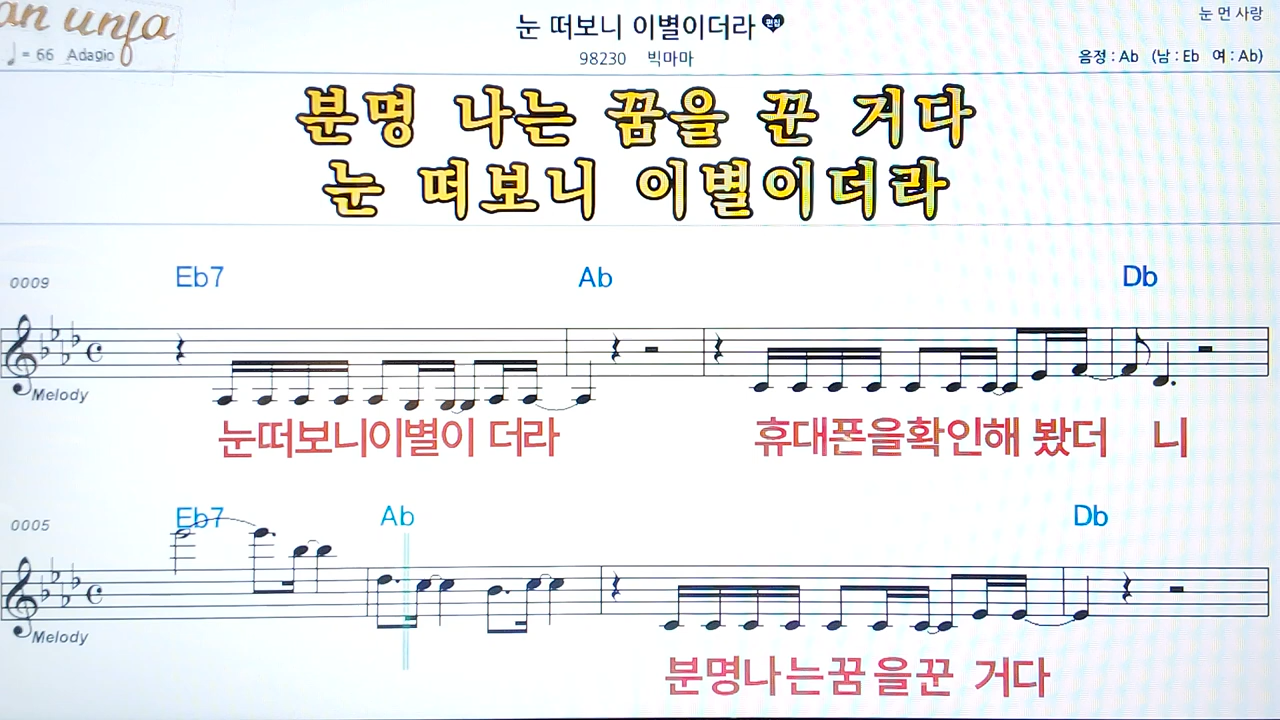 an unfa
눈 떠보니 이별이더라 편집
눈 먼 사랑
♩= 66 Adagio
98230 빅마마
음정 : Ab (남 : Eb 여 : Ab)
분명 나는 꿈을 꾼 거다
눈 떠보니 이별이더라
0009 Eb7 Ab Db
Melody
눈떠보니이별이 더라 휴대폰을확인해 봤더 니
0005 Eb7 Ab Db
Melody
분명나는꿈을꾼 거다